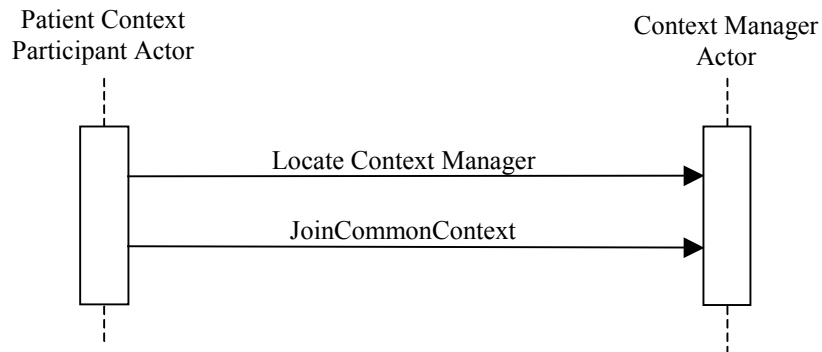 Patient Context
Participant Actor
Context Manager
Actor
Locate Context Manager
JoinCommonContext